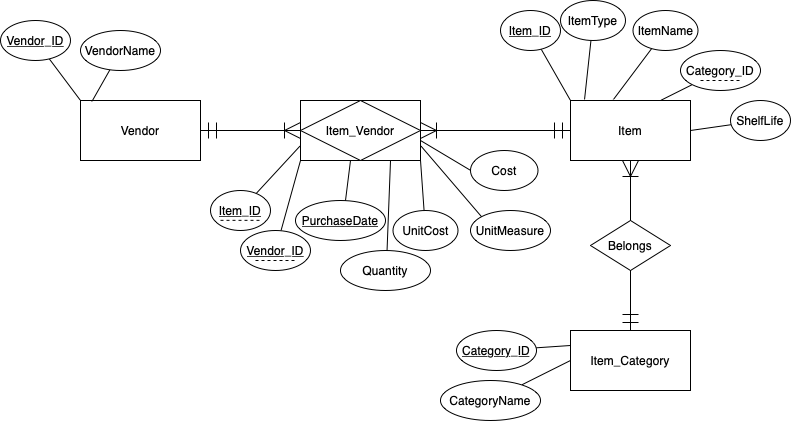 Vendor_ID
VendorName
Item_ID
ItemType
ItemName
Category_ID
ShelfLife
Vendor
Item_Vendor
Item
Cost
Item_ID
PurchaseDate
UnitCost
UnitMeasure
Vendor_ID
Quantity
Belongs
Category_ID
Item_Category
CategoryName